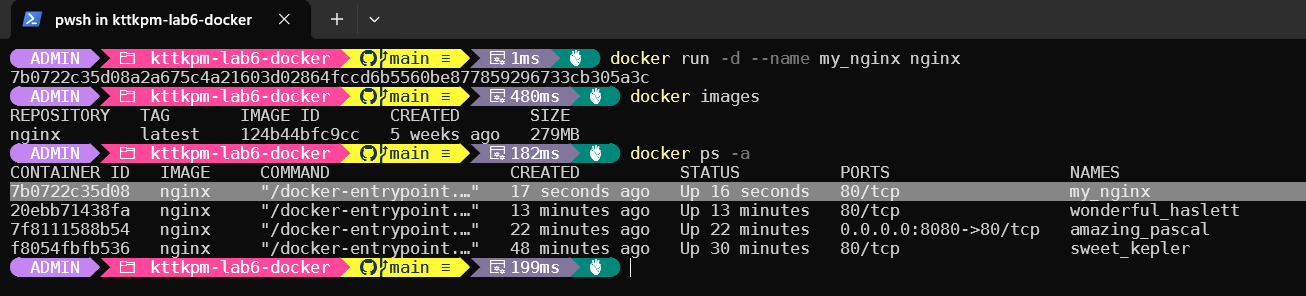 pwsh in kttkpm-lab6-docker
ADMIN kttkpm-lab6-docker main ≡ 1ms docker run -d --name my_nginx nginx
7b0722c35d08a2a675c4a21603d02864fccd6b5560be877859296733cb305a3c
ADMIN kttkpm-lab6-docker main ≡ 480ms docker images
REPOSITORY TAG IMAGE ID CREATED SIZE
nginx latest 124b44bfc9cc 5 weeks ago 279MB
ADMIN kttkpm-lab6-docker main ≡ 182ms docker ps -a
CONTAINER ID IMAGE COMMAND CREATED STATUS PORTS NAMES
7b0722c35d08 nginx "/docker-entrypoint.…" 17 seconds ago Up 16 seconds 80/tcp my_nginx
20ebb71438fa nginx "/docker-entrypoint.…" 13 minutes ago Up 13 minutes 80/tcp wonderful_haslett
7f8111588b54 nginx "/docker-entrypoint.…" 22 minutes ago Up 22 minutes 0.0.0.0:8080->80/tcp amazing_pascal
f8054fbfb536 nginx "/docker-entrypoint.…" 48 minutes ago Up 30 minutes 80/tcp sweet_kepler
ADMIN kttkpm-lab6-docker main ≡ 199ms